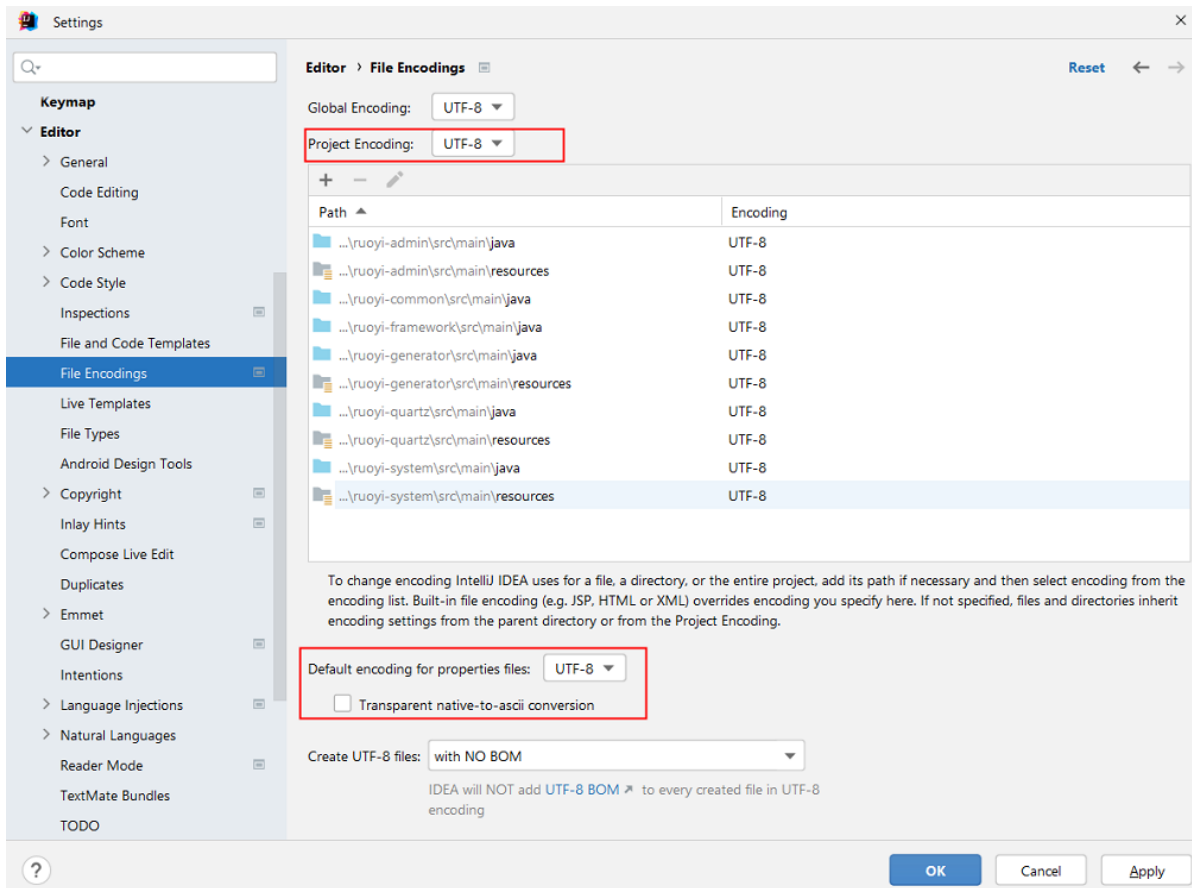 Settings
Keymap
Editor
General
Code Editing
Font
Color Scheme
Code Style
Inspections
File and Code Templates
File Encodings
Live Templates
File Types
Android Design Tools
Copyright
Inlay Hints
Compose Live Edit
Duplicates
Emmet
GUI Designer
Intentions
Language Injections
Natural Languages
Reader Mode
TextMate Bundles
TODO
Editor › File Encodings
Reset
Global Encoding: UTF-8
Project Encoding: UTF-8
Path Encoding
...\ruoyi-admin\src\main\java UTF-8
...\ruoyi-admin\src\main\resources UTF-8
...\ruoyi-common\src\main\java UTF-8
...\ruoyi-framework\src\main\java UTF-8
...\ruoyi-generator\src\main\java UTF-8
...\ruoyi-generator\src\main\resources UTF-8
...\ruoyi-quartz\src\main\java UTF-8
...\ruoyi-quartz\src\main\resources UTF-8
...\ruoyi-system\src\main\java UTF-8
...\ruoyi-system\src\main\resources UTF-8
To change encoding IntelliJ IDEA uses for a file, a directory, or the entire project, add its path if necessary and then select encoding from the
encoding list. Built-in file encoding (e.g. JSP, HTML or XML) overrides encoding you specify here. If not specified, files and directories inherit
encoding settings from the parent directory or from the Project Encoding.
Default encoding for properties files: UTF-8
Transparent native-to-ascii conversion
Create UTF-8 files: with NO BOM
IDEA will NOT add UTF-8 BOM ↗ to every created file in UTF-8
encoding
?
OK
Cancel
Apply